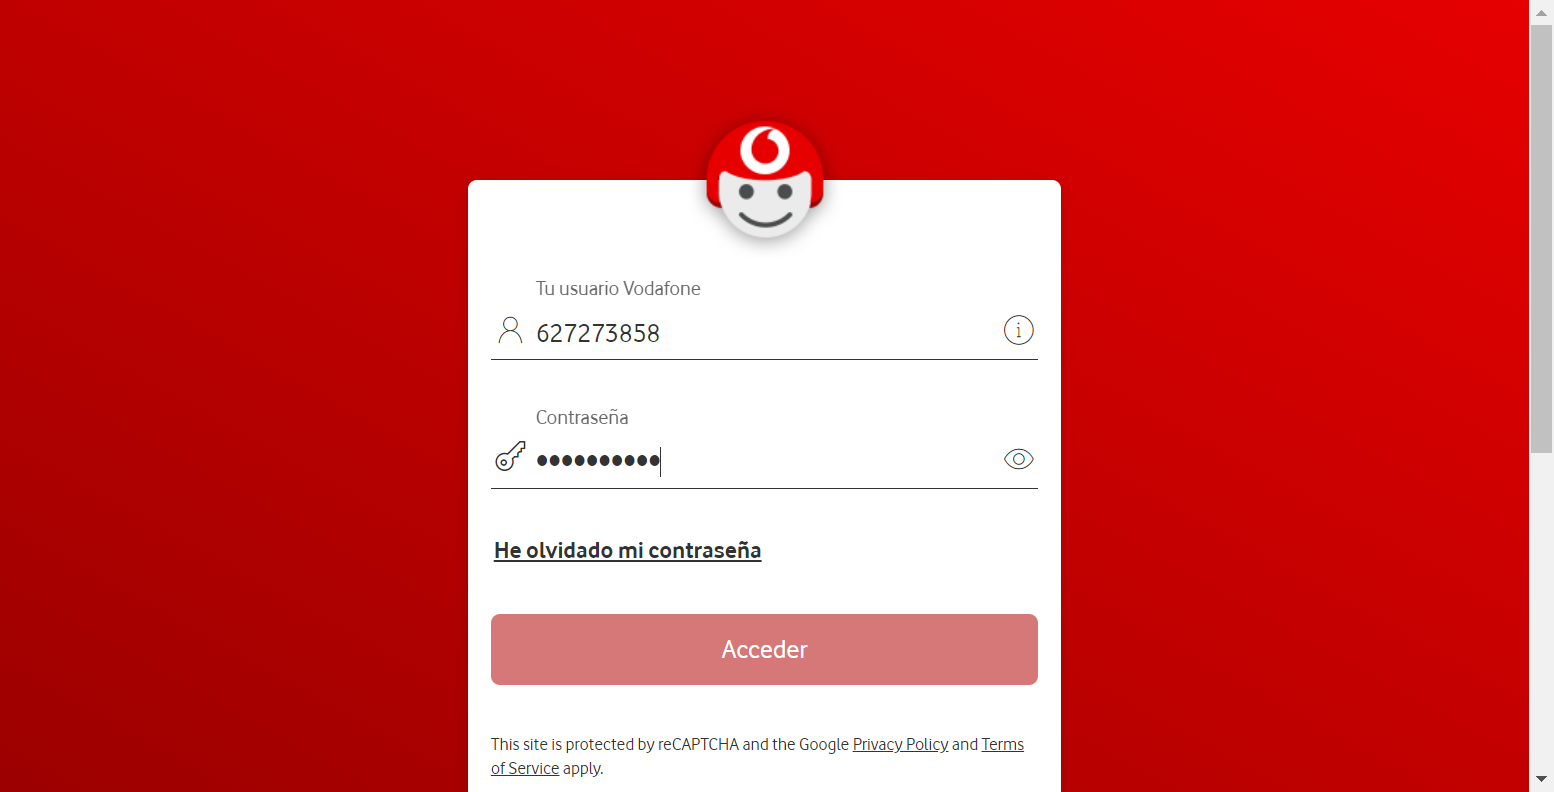 Tu usuario Vodafone
627273858
Contraseña
••••••••••
He olvidado mi contraseña
Acceder
This site is protected by reCAPTCHA and the Google Privacy Policy and Terms
of Service apply.